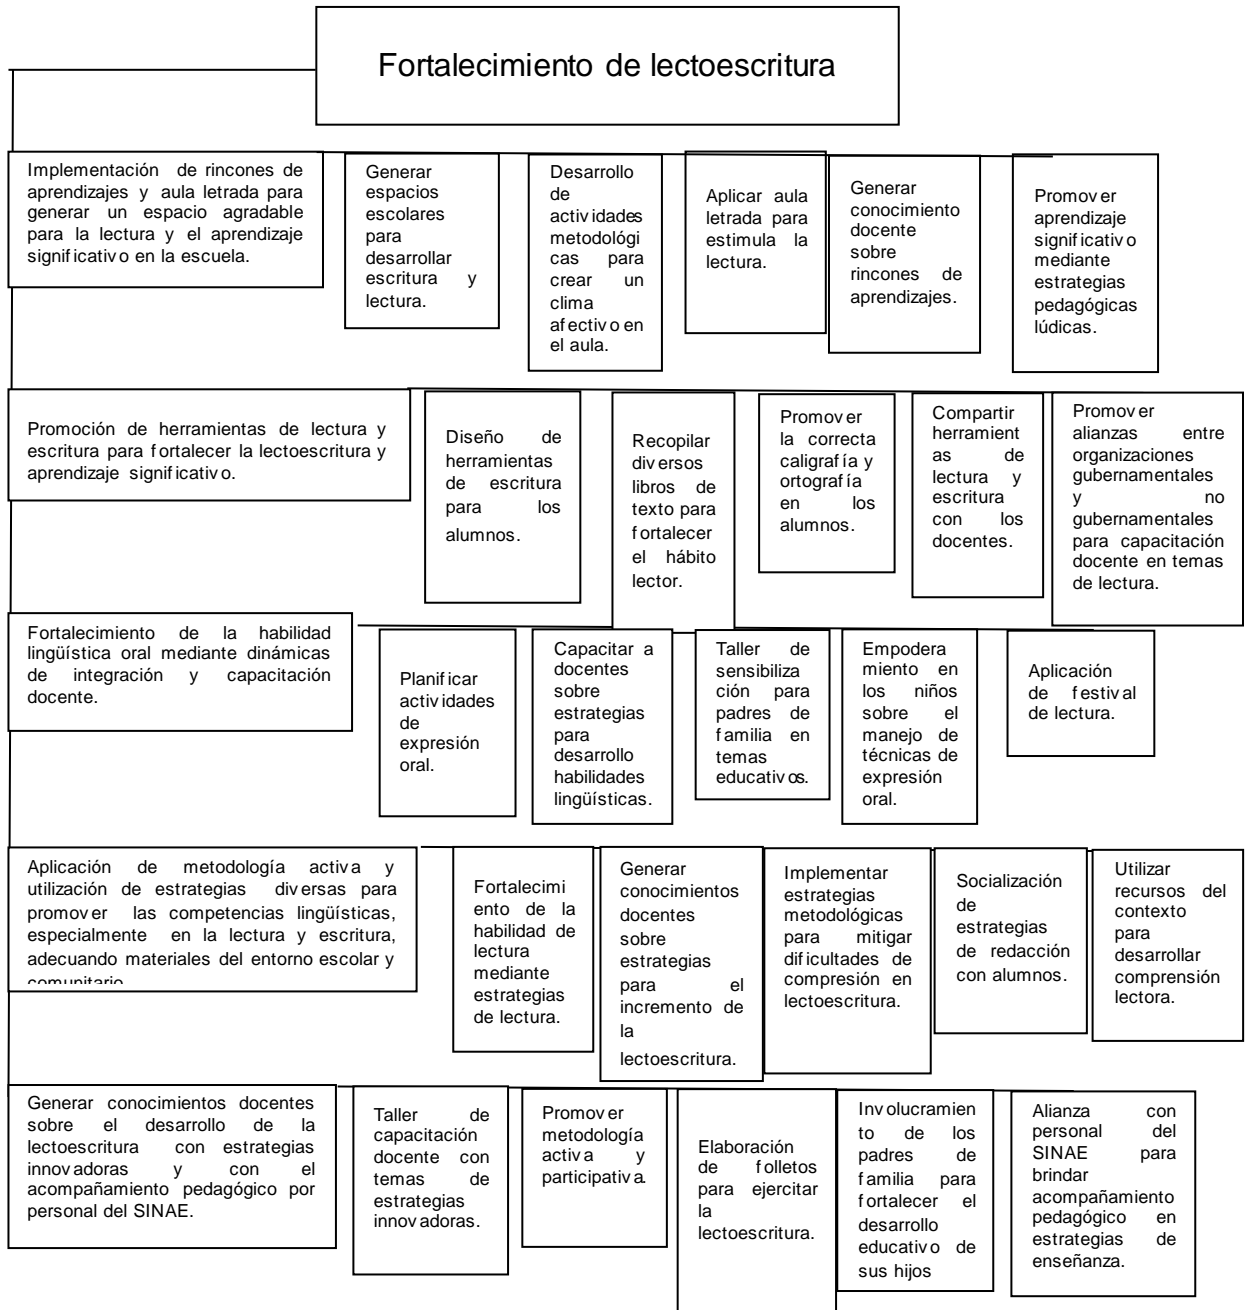 Fortalecimiento de lectoescritura
Implementación de rincones de
aprendizajes y aula letrada para
generar un espacio agradable
para la lectura y el aprendizaje
significativo en la escuela.
Generar
espacios
escolares
para
desarrollar
escritura y
lectura.
Desarrollo
de
actividades
metodológi
cas para
crear un
clima
afectivo en
el aula.
Aplicar aula
letrada para
estimula la
lectura.
Generar
conocimiento
docente
sobre
rincones de
aprendizajes.
Promover
aprendizaje
significativo
mediante
estrategias
pedagógicas
lúdicas.
Promoción de herramientas de lectura y
escritura para fortalecer la lectoescritura y
aprendizaje significativo.
Diseño de
herramientas
de escritura
para los
alumnos.
Recopilar
diversos
libros de
texto para
fortalecer
el hábito
lector.
Promover
la correcta
caligrafía y
ortografía
en los
alumnos.
Compartir
herramient
as de
lectura y
escritura
con los
docentes.
Promover
alianzas entre
organizaciones
gubernamentales
y no
gubernamentales
para capacitación
docente en temas
de lectura.
Fortalecimiento de la habilidad
lingüística oral mediante dinámicas
de integración y capacitación
docente.
Planificar
actividades
de
expresión
oral.
Capacitar a
docentes
sobre
estrategias
para
desarrollo
habilidades
lingüísticas.
Taller de
sensibiliza
ción para
padres de
familia en
temas
educativos.
Empodera
miento en
los niños
sobre el
manejo de
técnicas de
expresión
oral.
Aplicación
de festival
de lectura.
Aplicación de metodología activa y
utilización de estrategias diversas para
promover las competencias lingüísticas,
especialmente en la lectura y escritura,
adecuando materiales del entorno escolar y
comunitario
Fortalecimi
ento de la
habilidad de
lectura
mediante
estrategias
de lectura.
Generar
conocimientos
docentes
sobre
estrategias
para el
incremento de
la
lectoescritura.
Implementar
estrategias
metodológicas
para mitigar
dificultades de
compresión en
lectoescritura.
Socialización
de
estrategias
de redacción
con alumnos.
Utilizar
recursos del
contexto
para
desarrollar
comprensión
lectora.
Generar conocimientos docentes
sobre el desarrollo de la
lectoescritura con estrategias
innovadoras y con el
acompañamiento pedagógico por
personal del SINAE.
Taller de
capacitación
docente con
temas de
estrategias
innovadoras.
Promover
metodología
activa y
participativa.
Elaboración
de folletos
para ejercitar
la
lectoescritura.
Involucramien
to de los
padres de
familia para
fortalecer el
desarrollo
educativo de
sus hijos
Alianza con
personal del
SINAE para
brindar
acompañamiento
pedagógico en
estrategias de
enseñanza.